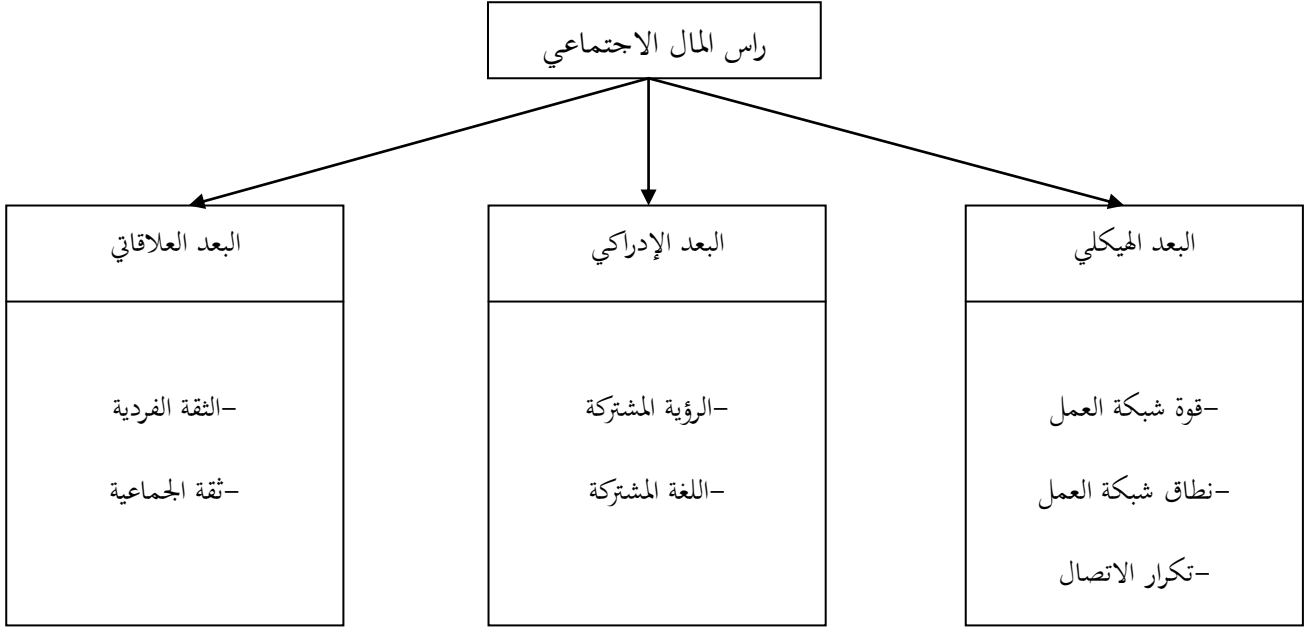 راس المال الاجتماعي
البعد الهيكلي
-قوة شبكة العمل
-نطاق شبكة العمل
-تكرار الاتصال
البعد الإدراكي
-الرؤية المشتركة
-اللغة المشتركة
البعد العلاقاتي
-الثقة الفردية
-ثقة الجماعية